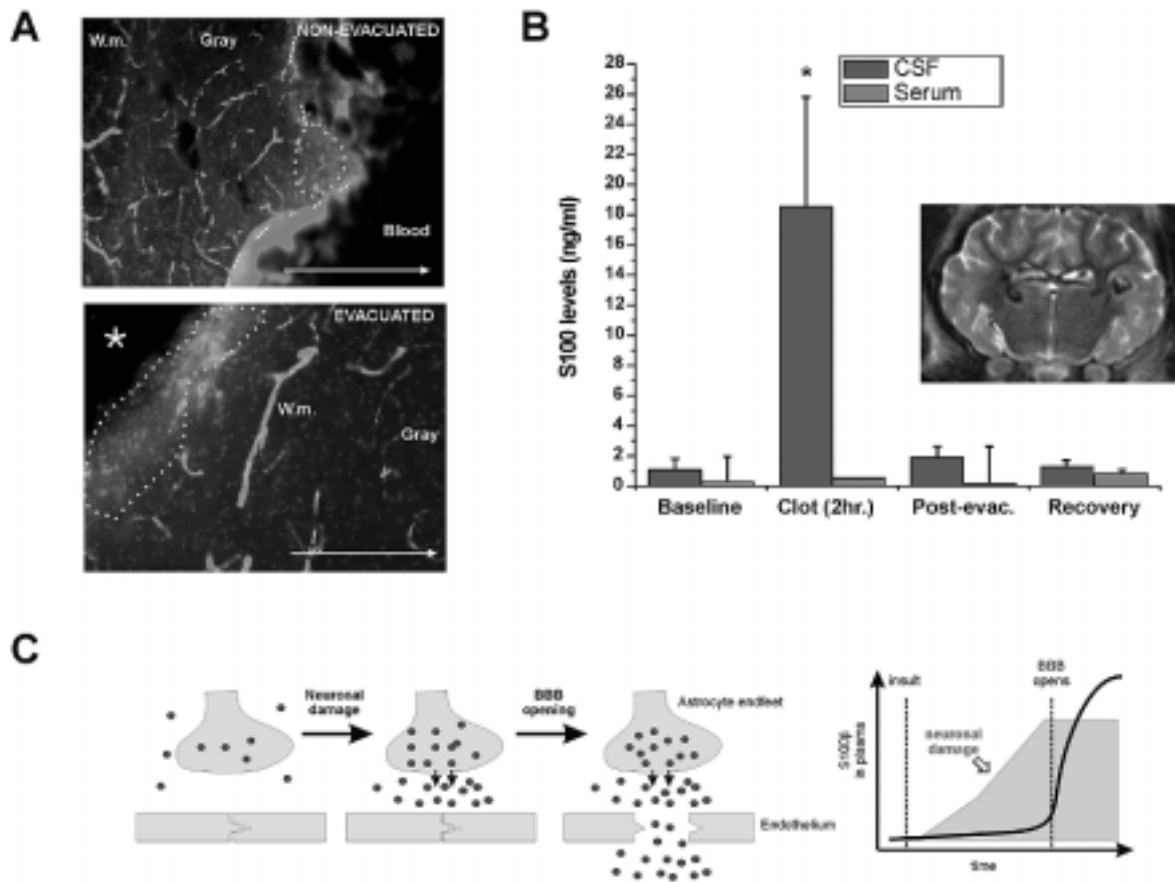 A
W.m.
Gray
NON-EVACUATED
Blood
*
EVACUATED
W.m.
Gray
B
S100 levels (ng/ml)
28
26
24
22
20
18
16
14
12
10
8
6
4
2
0
*
CSF
Serum
Baseline
Clot (2hr.)
Post-evac.
Recovery
C
Neuronal
damage
BBB
opening
Astrocyte endfeet
Endothelium
S100β
in plasma
insult
BBB
opens
neuronal
damage
time